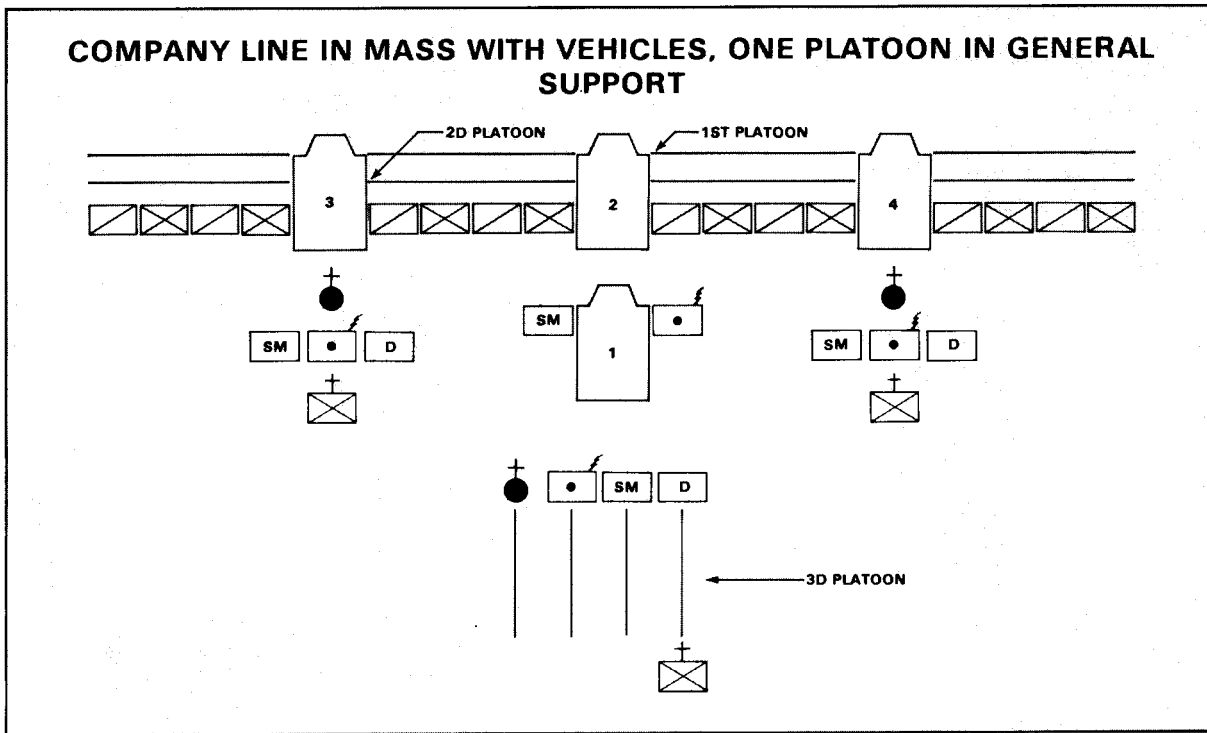 COMPANY LINE IN MASS WITH VEHICLES, ONE PLATOON IN GENERAL
SUPPORT
2D PLATOON
1ST PLATOON
3
2
4
SM
D
SM
1
SM
D
SM
D
3D PLATOON